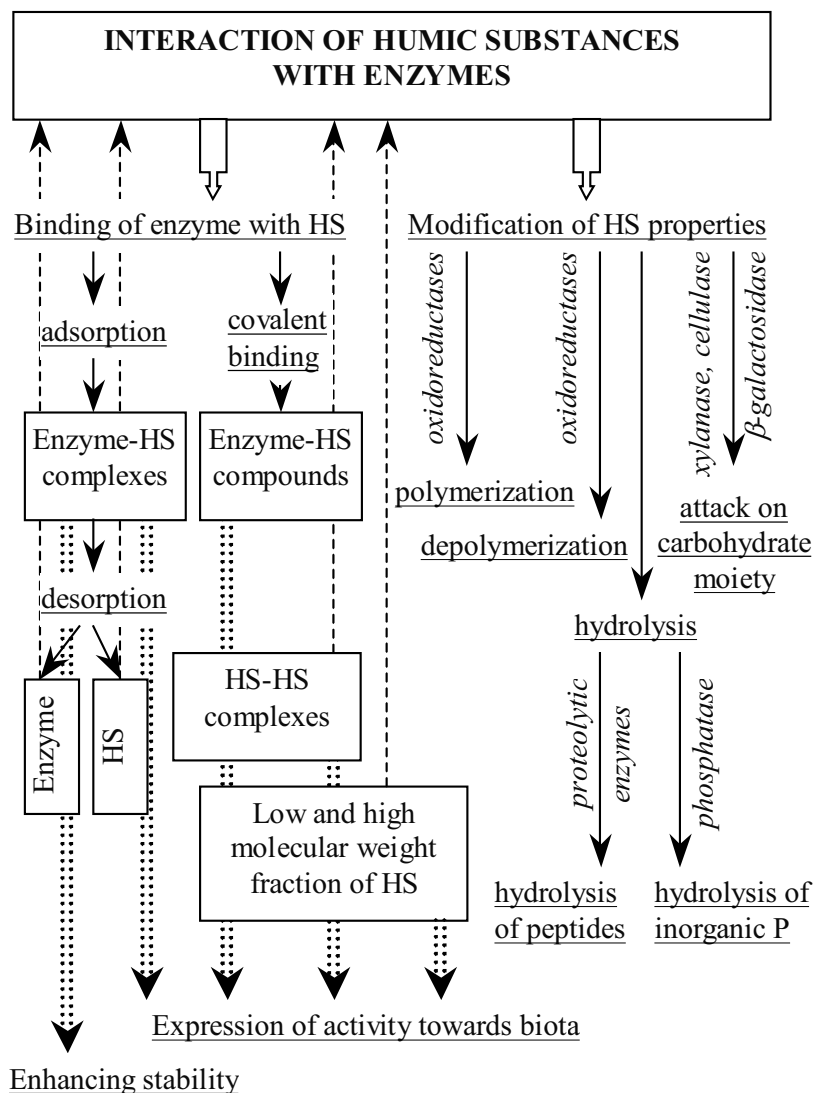 INTERACTION OF HUMIC SUBSTANCES
WITH ENZYMES
Binding of enzyme with HS
adsorption
covalent
binding
Enzyme-HS
complexes
Enzyme-HS
compounds
desorption
Enzyme
HS
HS-HS
complexes
Low and high
molecular weight
fraction of HS
Modification of HS properties
oxidoreductases
oxidoreductases
xylanase, cellulase
β-galactosidase
polymerization
depolymerization
attack on
carbohydrate
moiety
hydrolysis
proteolytic
enzymes
phosphatase
hydrolysis
of peptides
hydrolysis of
inorganic P
Expression of activity towards biota
Enhancing stability